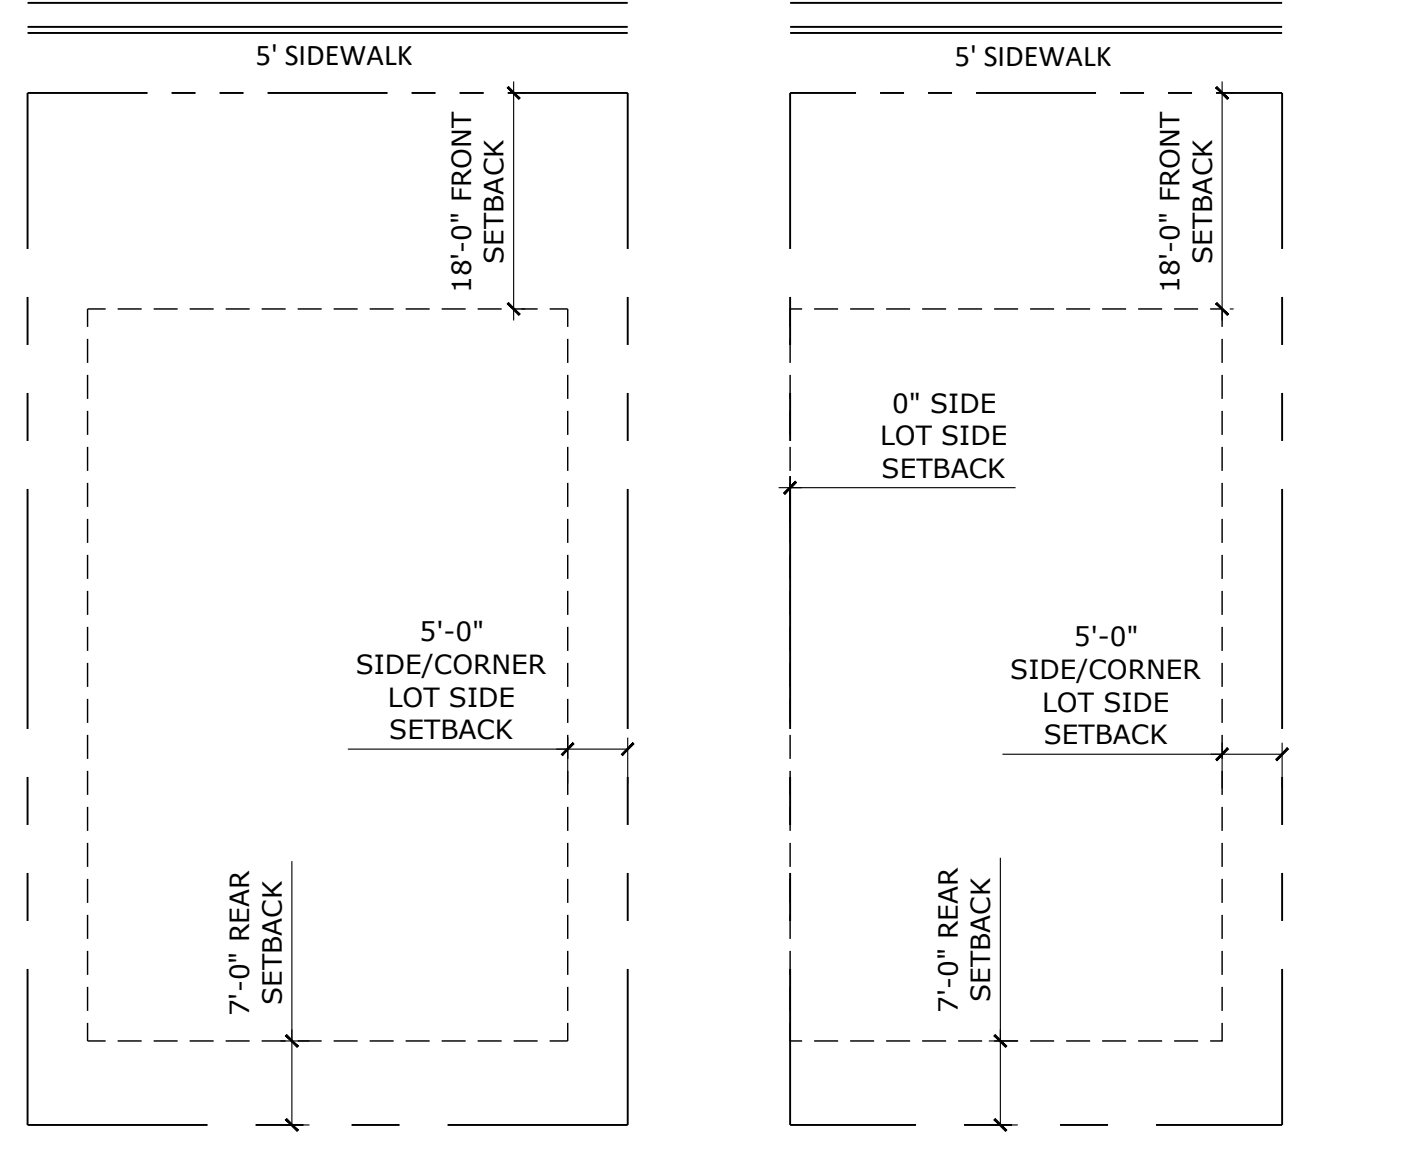 5' SIDEWALK
18'-0" FRONT
SETBACK
5'-0"
SIDE/CORNER
LOT SIDE
SETBACK
7'-0" REAR
SETBACK
5' SIDEWALK
18'-0" FRONT
SETBACK
0" SIDE
LOT SIDE
SETBACK
5'-0"
SIDE/CORNER
LOT SIDE
SETBACK
7'-0" REAR
SETBACK